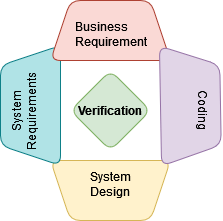 Business
Requirement
System
Requirements
Verification
Coding
System
Design